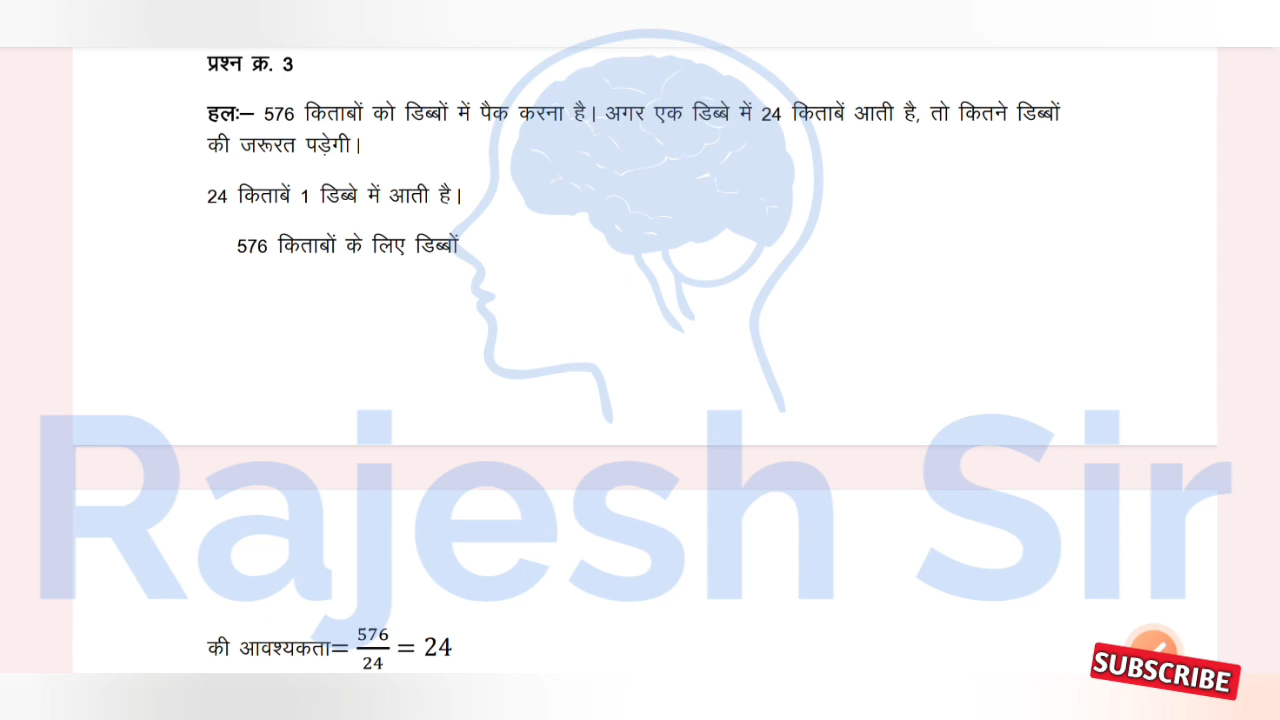 प्रश्न क्र. 3
हलः– 576 किताबों को डिब्बों में पैक करना है। अगर एक डिब्बे में 24 किताबें आती है, तो कितने डिब्बों
की जरूरत पड़ेगी।
24 किताबें 1 डिब्बे में आती है।
576 किताबों के लिए डिब्बों
Rajesh Sir
की आवश्यकता= 576/24 = 24
SUBSCRIBE